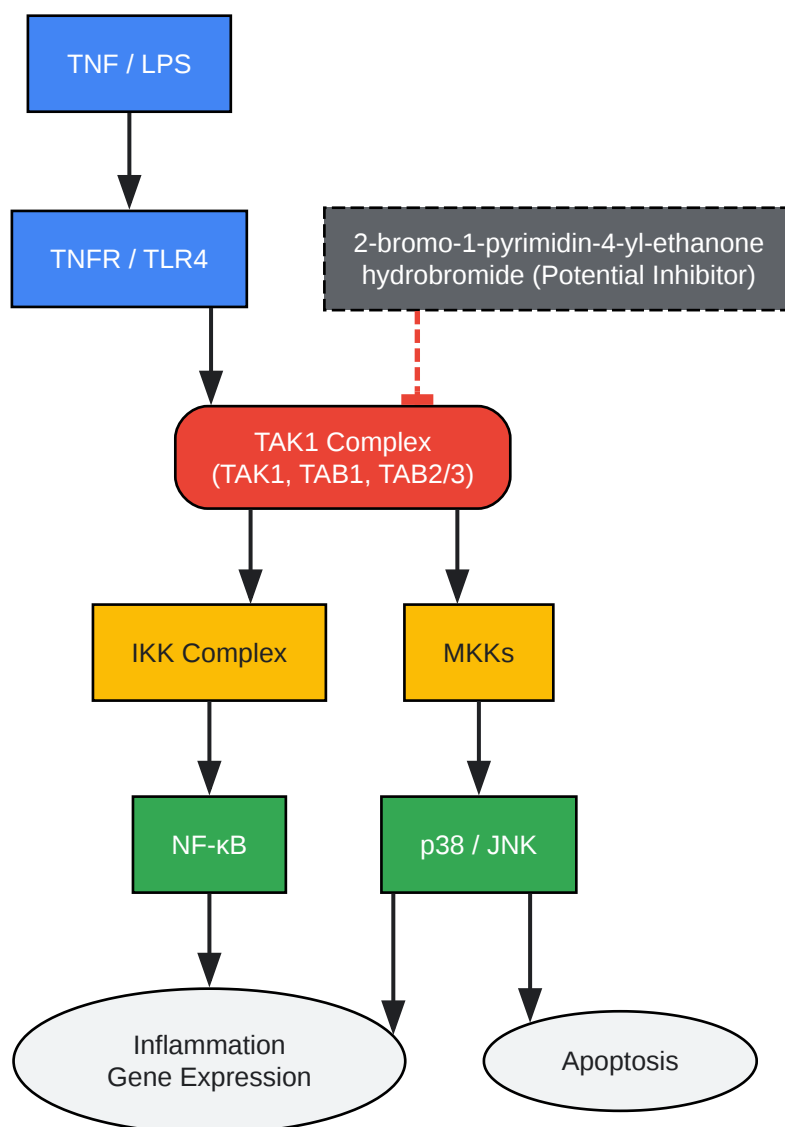 TNF / LPS
TNFR / TLR4
2-bromo-1-pyrimidin-4-yl-ethanone
hydrobromide (Potential Inhibitor)
TAK1 Complex
(TAK1, TAB1, TAB2/3)
IKK Complex
MKKs
NF-κB
p38 / JNK
Inflammation
Gene Expression
Apoptosis